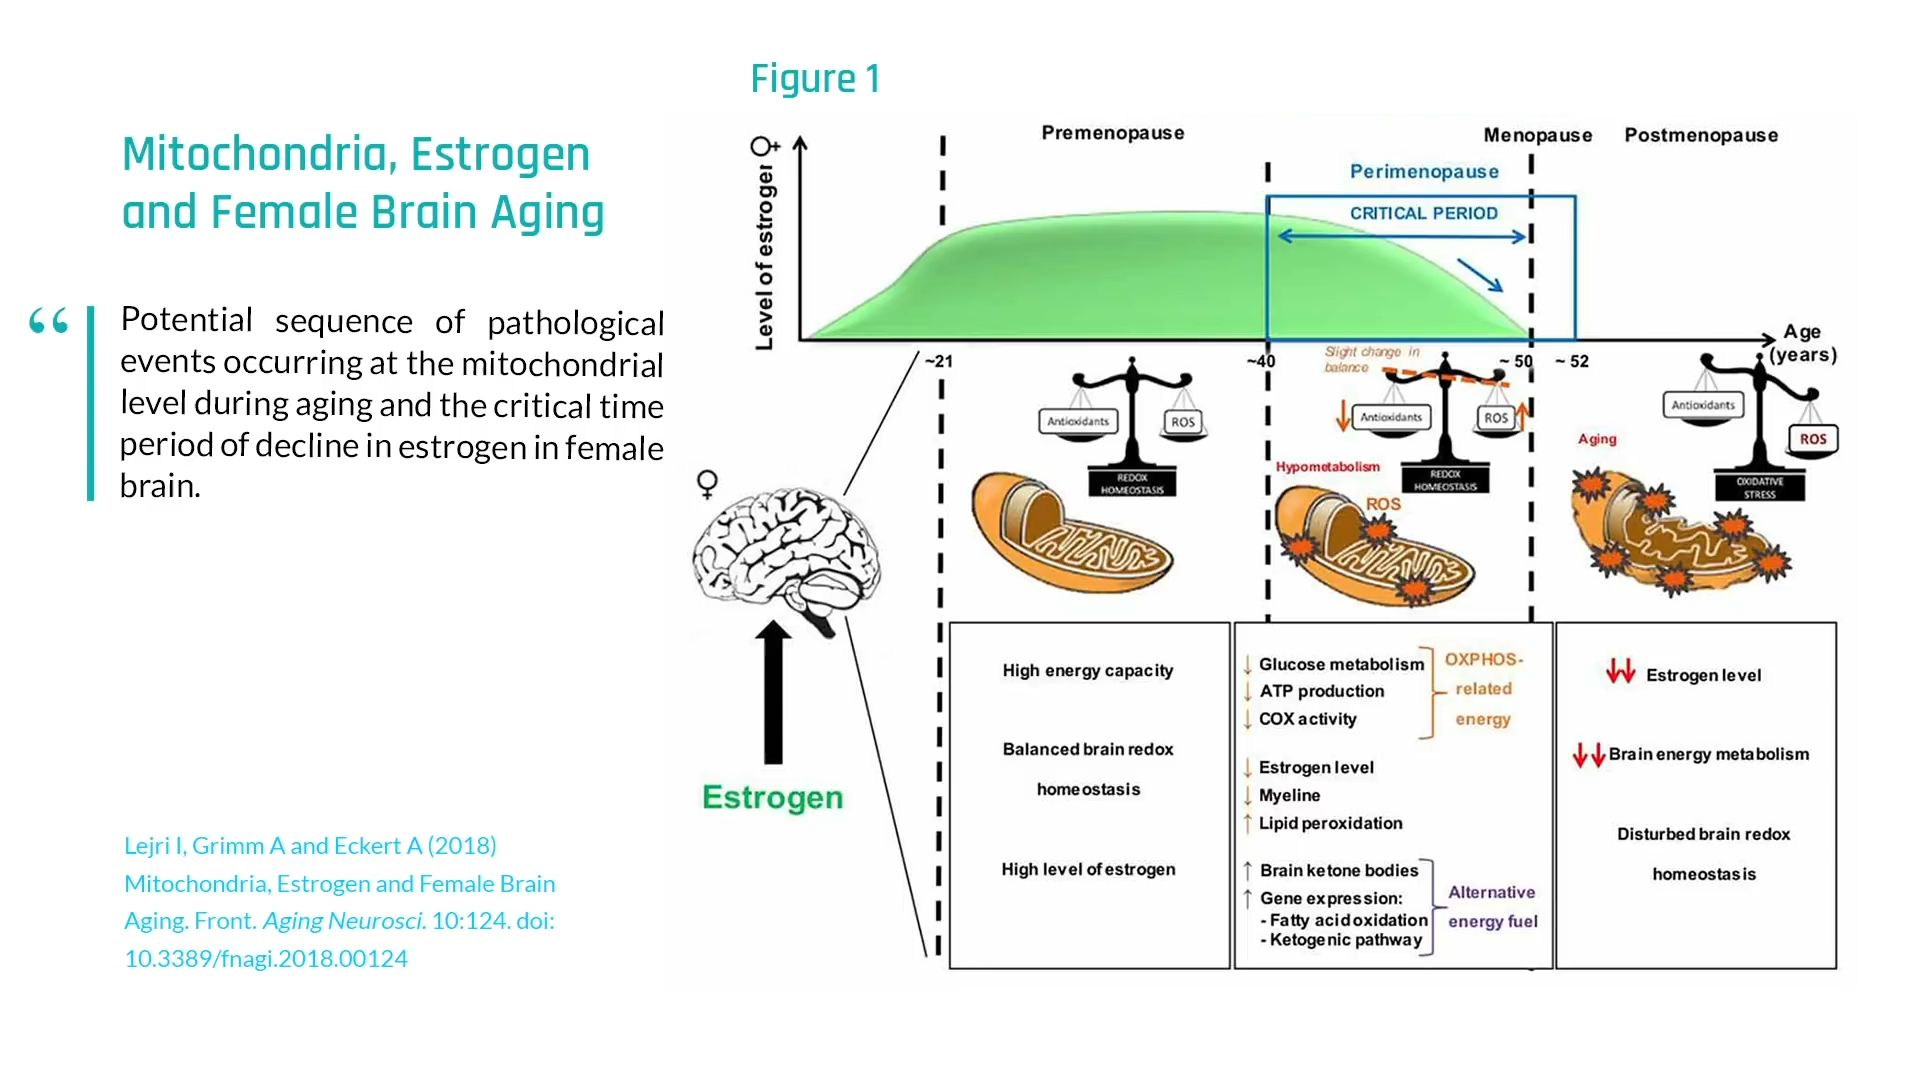 Figure 1
Mitochondria, Estrogen
and Female Brain Aging
“
Potential sequence of pathological
events occurring at the mitochondrial
level during aging and the critical time
period of decline in estrogen in female
brain.
Lejri I, Grimm A and Eckert A (2018)
Mitochondria, Estrogen and Female Brain
Aging. Front. Aging Neurosci. 10:124. doi:
10.3389/fnagi.2018.00124
Premenopause
Menopause
Postmenopause
Perimenopause
CRITICAL PERIOD
Level of estrogen
♀
Age
(years)
~21
~40
~ 50
~ 52
Slight change in
balance
Antioxidants
ROS
REDOX
HOMEOSTASIS
Antioxidants
ROS
REDOX
HOMEOSTASIS
Antioxidants
ROS
OXIDATIVE
STRESS
Hypometabolism
ROS
Aging
♀
Estrogen
High energy capacity
Balanced brain redox
homeostasis
High level of estrogen
↓ Glucose metabolism
↓ ATP production
↓ COX activity
OXPHOS-
related
energy
↓ Estrogen level
↓ Myeline
↑ Lipid peroxidation
↑ Brain ketone bodies
↑ Gene expression:
- Fatty acid oxidation
- Ketogenic pathway
Alternative
energy fuel
↓↓ Estrogen level
↓↓ Brain energy metabolism
Disturbed brain redox
homeostasis